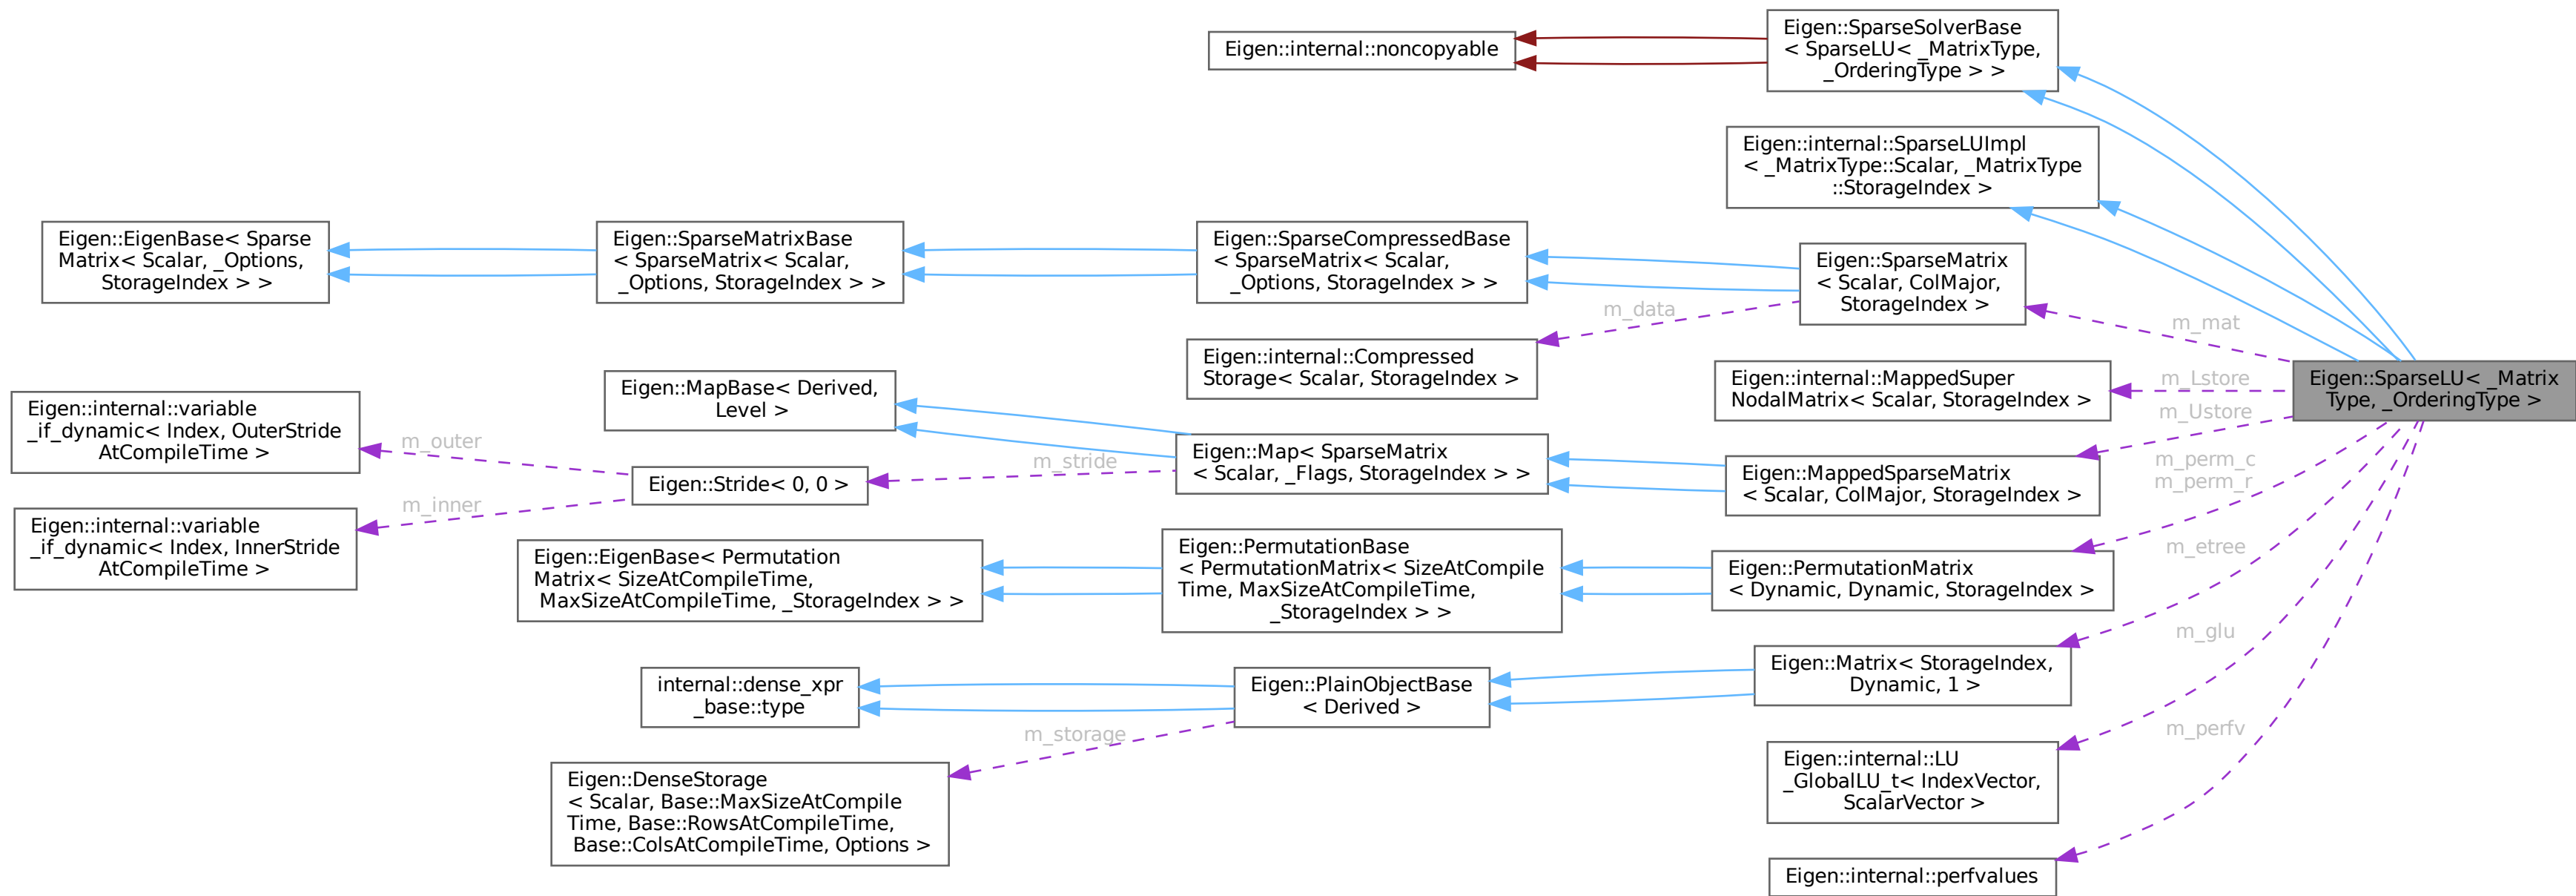 Eigen::internal::noncopyable
Eigen::SparseSolverBase
< SparseLU< _MatrixType,
_OrderingType > >
Eigen::internal::SparseLUImpl
< _MatrixType::Scalar, _MatrixType
::StorageIndex >
Eigen::EigenBase< Sparse
Matrix< Scalar, _Options,
StorageIndex > >
Eigen::SparseMatrixBase
< SparseMatrix< Scalar,
_Options, StorageIndex > >
Eigen::SparseCompressedBase
< SparseMatrix< Scalar,
_Options, StorageIndex > >
Eigen::SparseMatrix
< Scalar, ColMajor,
StorageIndex >
m_data
m_mat
Eigen::internal::Compressed
Storage< Scalar, StorageIndex >
Eigen::internal::MappedSuper
NodalMatrix< Scalar, StorageIndex >
m_Lstore
Eigen::SparseLU< _Matrix
Type, _OrderingType >
Eigen::MapBase< Derived,
Level >
m_Ustore
Eigen::internal::variable
_if_dynamic< Index, OuterStride
AtCompileTime >
m_outer
Eigen::Stride< 0, 0 >
m_stride
Eigen::Map< SparseMatrix
< Scalar, _Flags, StorageIndex > >
Eigen::MappedSparseMatrix
< Scalar, ColMajor, StorageIndex >
m_perm_c
m_perm_r
m_inner
Eigen::internal::variable
_if_dynamic< Index, InnerStride
AtCompileTime >
Eigen::EigenBase< Permutation
Matrix< SizeAtCompileTime,
MaxSizeAtCompileTime, _StorageIndex > >
Eigen::PermutationBase
< PermutationMatrix< SizeAtCompile
Time, MaxSizeAtCompileTime,
_StorageIndex > >
Eigen::PermutationMatrix
< Dynamic, Dynamic, StorageIndex >
m_etree
m_glu
internal::dense_xpr
_base::type
Eigen::PlainObjectBase
< Derived >
Eigen::Matrix< StorageIndex,
Dynamic, 1 >
m_storage
m_perfv
Eigen::DenseStorage
< Scalar, Base::MaxSizeAtCompile
Time, Base::RowsAtCompileTime,
Base::ColsAtCompileTime, Options >
Eigen::internal::LU
_GlobalLU_t< IndexVector,
ScalarVector >
Eigen::internal::perfvalues